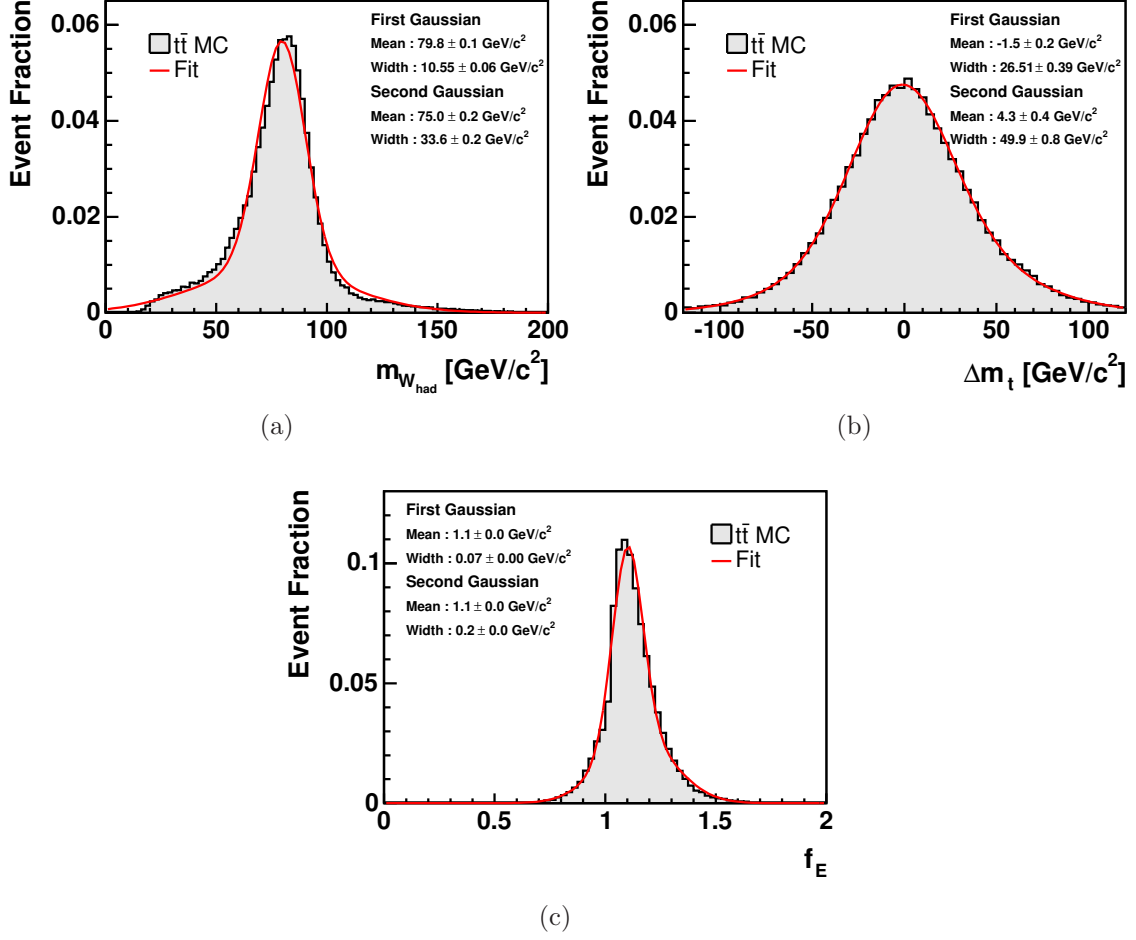 Event Fraction
0.06
0.04
0.02
0
tt̄ MC
Fit
First Gaussian
Mean : 79.8 ± 0.1 GeV/c²
Width : 10.55 ± 0.06 GeV/c²
Second Gaussian
Mean : 75.0 ± 0.2 GeV/c²
Width : 33.6 ± 0.2 GeV/c²
0 50 100 150 200
m_{W_{had}} [GeV/c²]
(a)
Event Fraction
0.06
0.04
0.02
0
tt̄ MC
Fit
First Gaussian
Mean : -1.5 ± 0.2 GeV/c²
Width : 26.51 ± 0.39 GeV/c²
Second Gaussian
Mean : 4.3 ± 0.4 GeV/c²
Width : 49.9 ± 0.8 GeV/c²
-100 -50 0 50 100
Δm_t [GeV/c²]
(b)
Event Fraction
0.1
0.05
0
First Gaussian
Mean : 1.1 ± 0.0 GeV/c²
Width : 0.07 ± 0.00 GeV/c²
Second Gaussian
Mean : 1.1 ± 0.0 GeV/c²
Width : 0.2 ± 0.0 GeV/c²
tt̄ MC
Fit
0 0.5 1 1.5 2
f_E
(c)